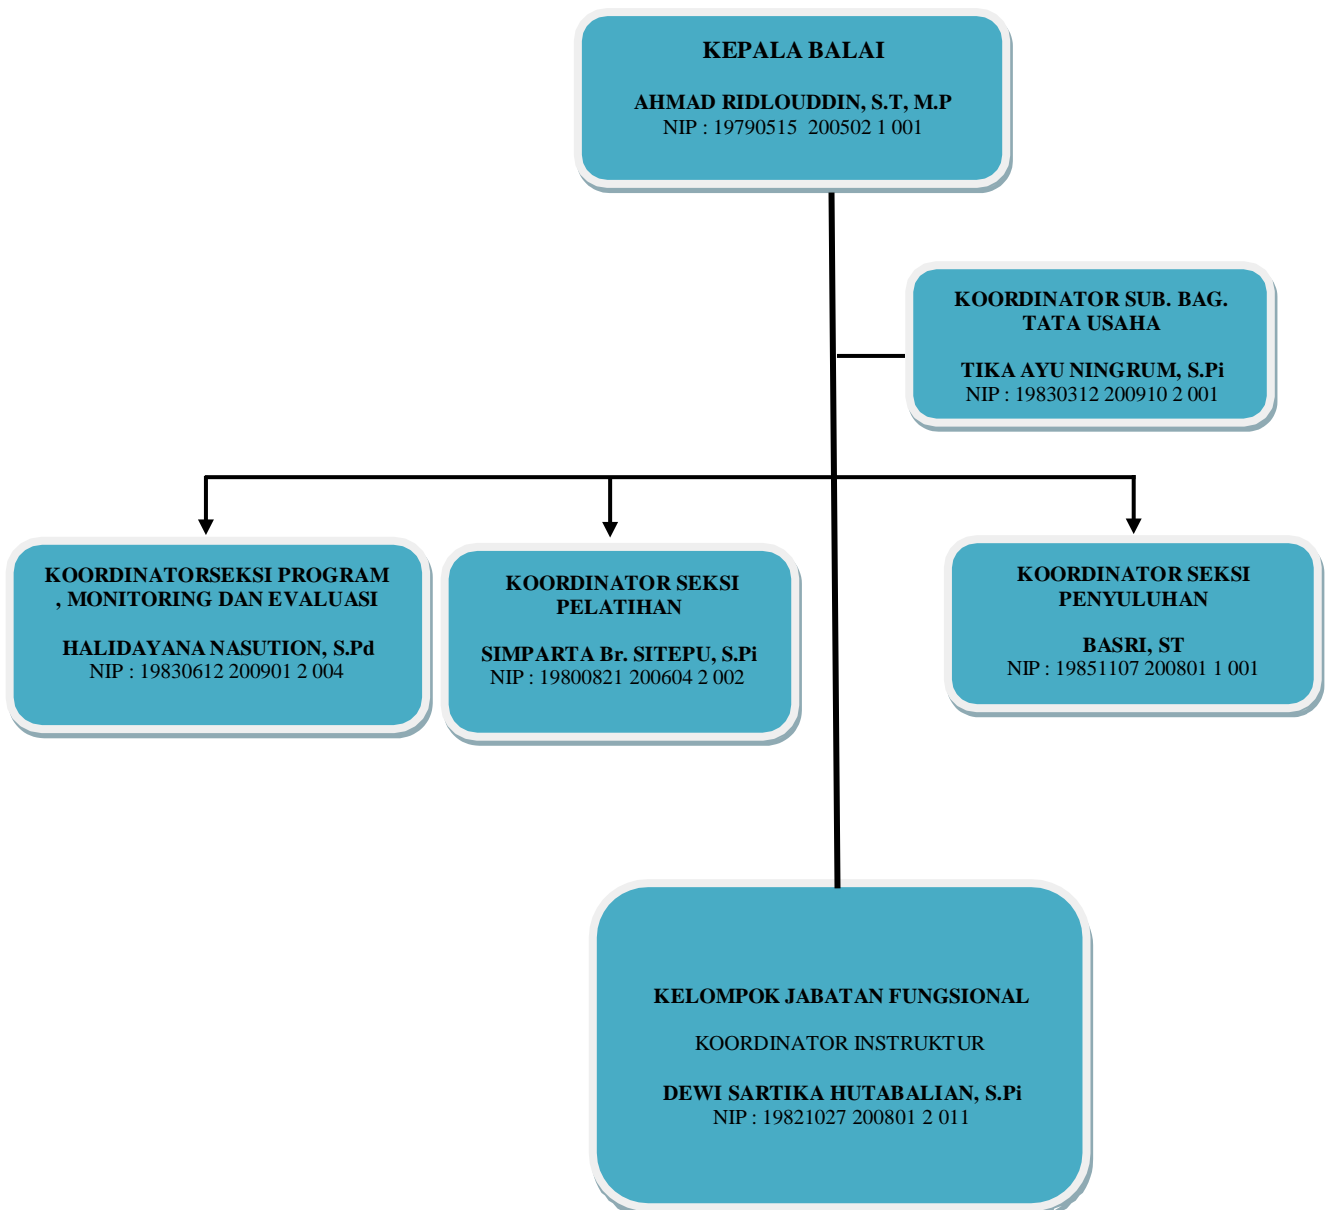 KEPALA BALAI
AHMAD RIDLOUDDIN, S.T, M.P
NIP : 19790515  200502 1 001
KOORDINATOR SUB. BAG.
TATA USAHA
TIKA AYU NINGRUM, S.Pi
NIP : 19830312 200910 2 001
KOORDINATORSEKSI PROGRAM
, MONITORING DAN EVALUASI
HALIDAYANA NASUTION, S.Pd
NIP : 19830612 200901 2 004
KOORDINATOR SEKSI
PELATIHAN
SIMPARTA Br. SITEPU, S.Pi
NIP : 19800821 200604 2 002
KOORDINATOR SEKSI
PENYULUHAN
BASRI, ST
NIP : 19851107 200801 1 001
KELOMPOK JABATAN FUNGSIONAL
KOORDINATOR INSTRUKTUR
DEWI SARTIKA HUTABALIAN, S.Pi
NIP : 19821027 200801 2 011